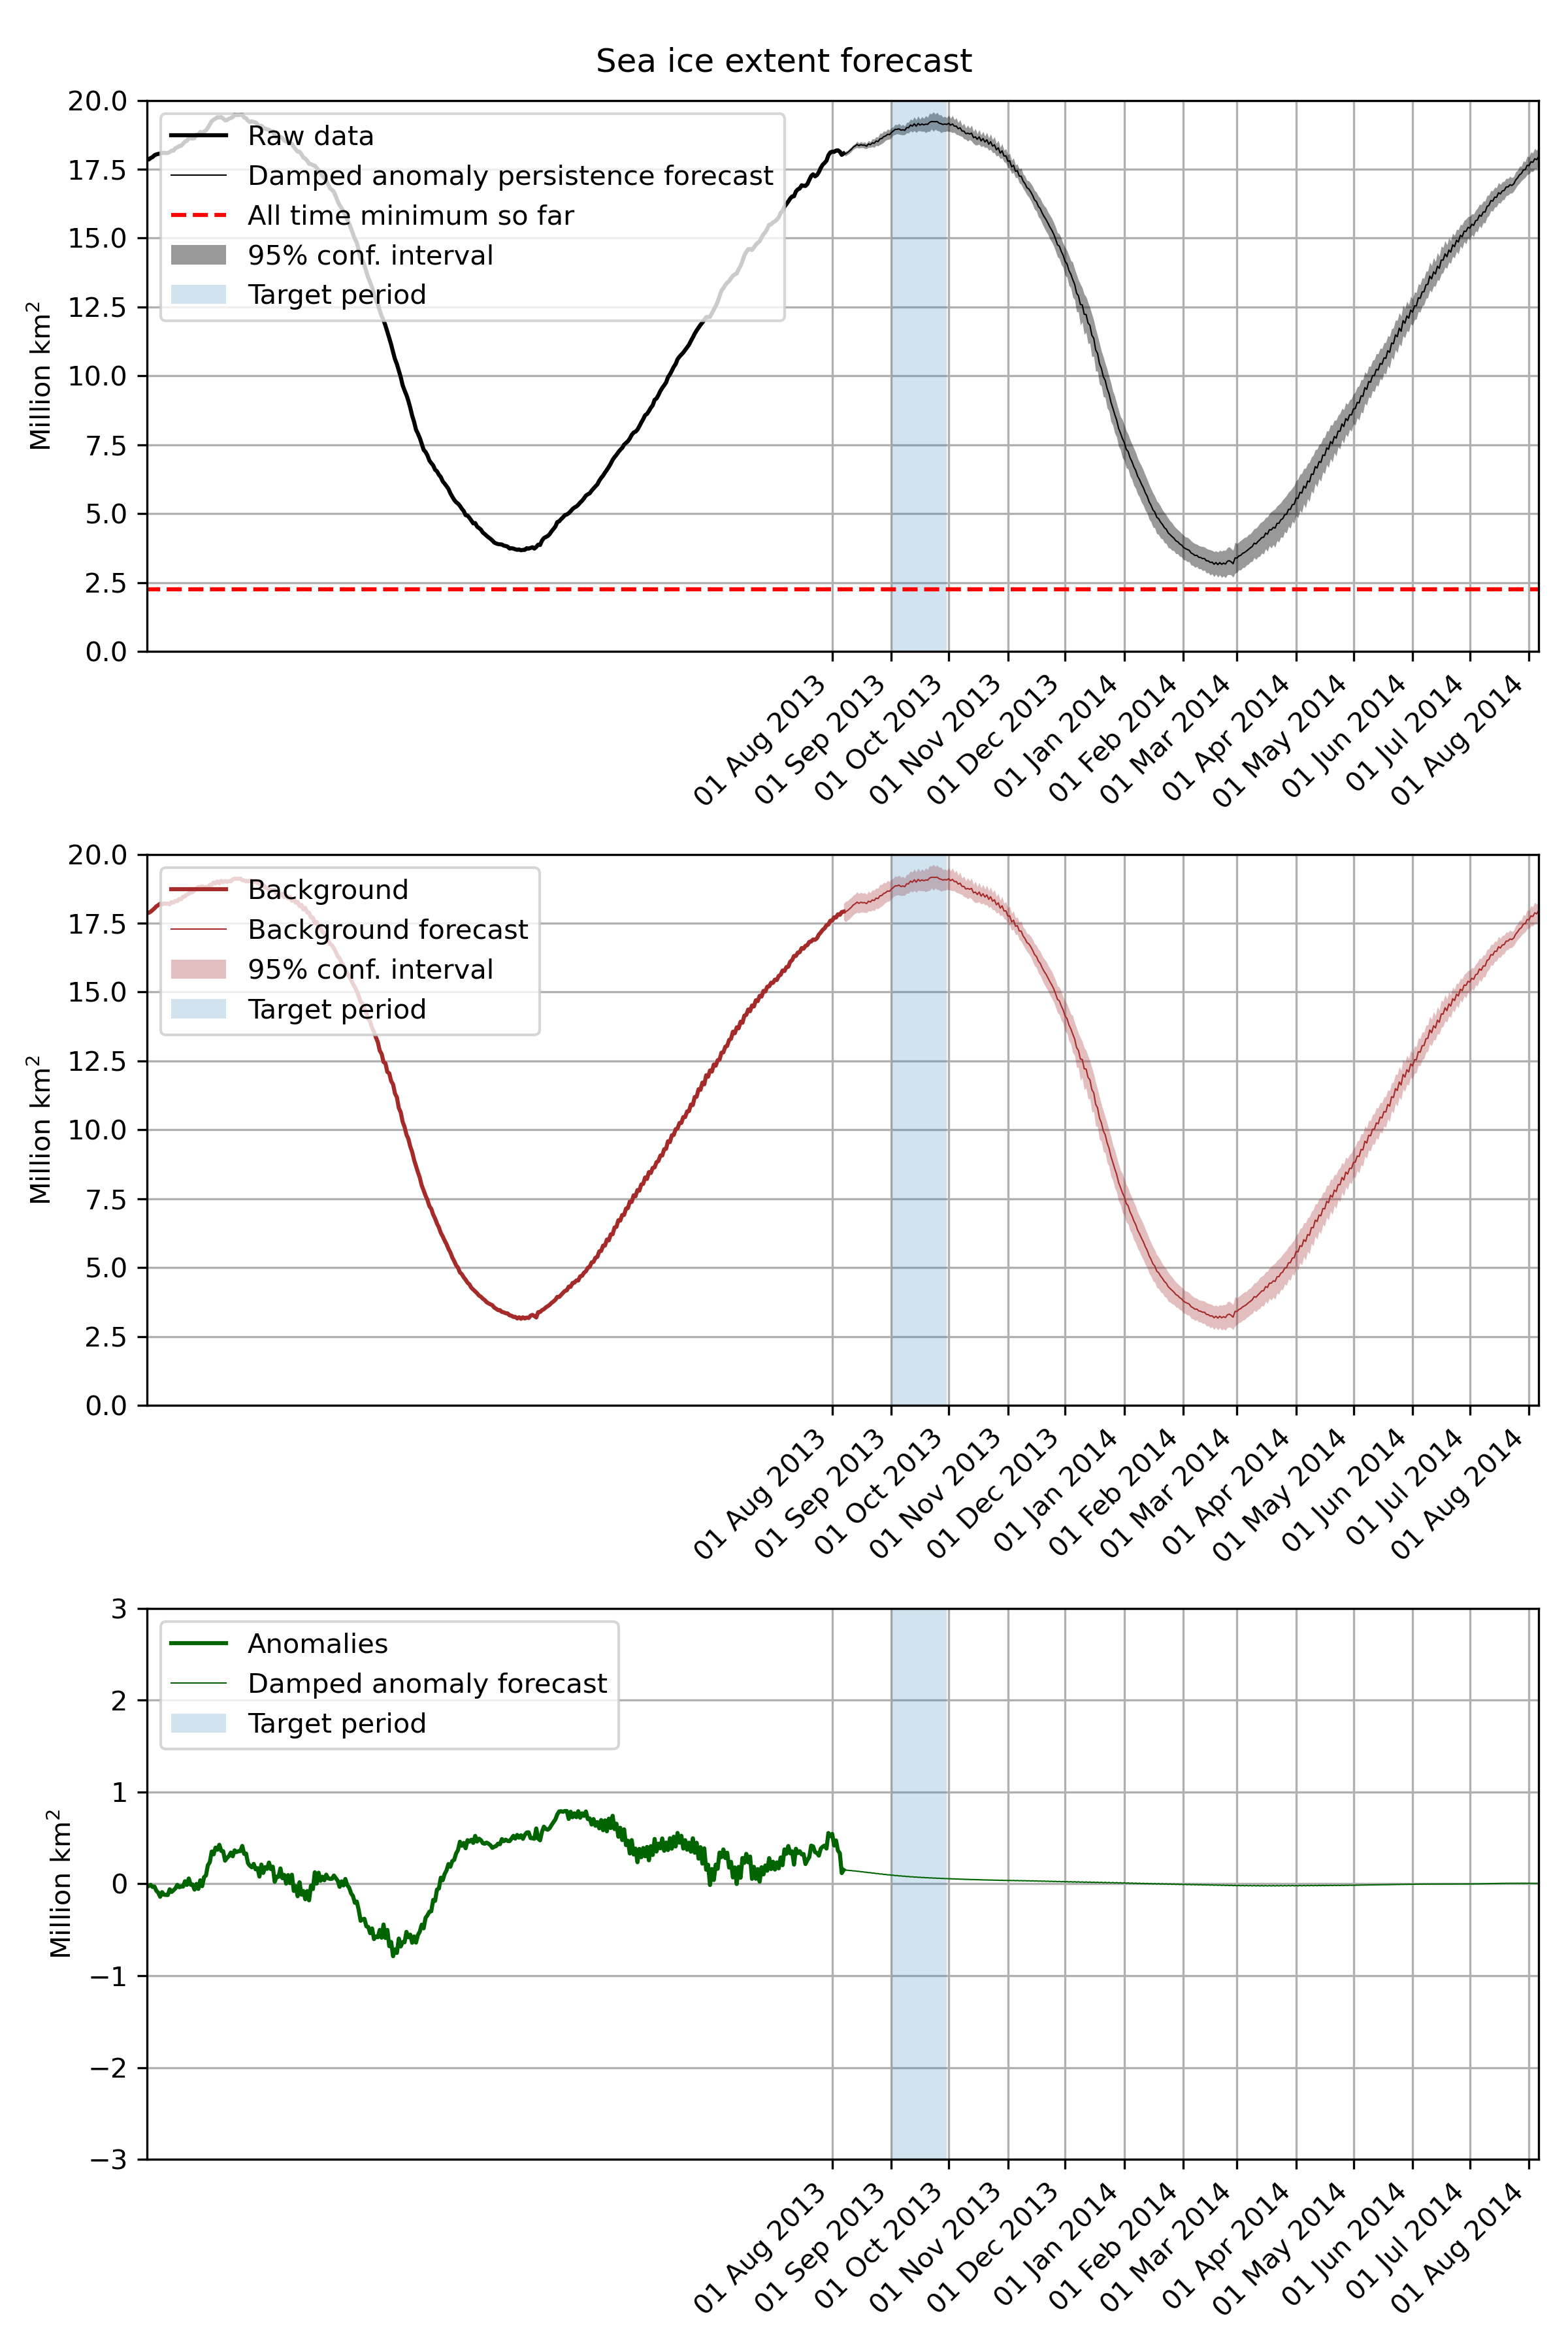 Sea ice extent forecast
20.0
17.5
15.0
12.5
10.0
7.5
5.0
2.5
0.0
Million km²
Raw data
Damped anomaly persistence forecast
All time minimum so far
95% conf. interval
Target period
01 Aug 2013
01 Sep 2013
01 Oct 2013
01 Nov 2013
01 Dec 2013
01 Jan 2014
01 Feb 2014
01 Mar 2014
01 Apr 2014
01 May 2014
01 Jun 2014
01 Jul 2014
01 Aug 2014
20.0
17.5
15.0
12.5
10.0
7.5
5.0
2.5
0.0
Million km²
Background
Background forecast
95% conf. interval
Target period
01 Aug 2013
01 Sep 2013
01 Oct 2013
01 Nov 2013
01 Dec 2013
01 Jan 2014
01 Feb 2014
01 Mar 2014
01 Apr 2014
01 May 2014
01 Jun 2014
01 Jul 2014
01 Aug 2014
3
2
1
0
−1
−2
−3
Million km²
Anomalies
Damped anomaly forecast
Target period
01 Aug 2013
01 Sep 2013
01 Oct 2013
01 Nov 2013
01 Dec 2013
01 Jan 2014
01 Feb 2014
01 Mar 2014
01 Apr 2014
01 May 2014
01 Jun 2014
01 Jul 2014
01 Aug 2014